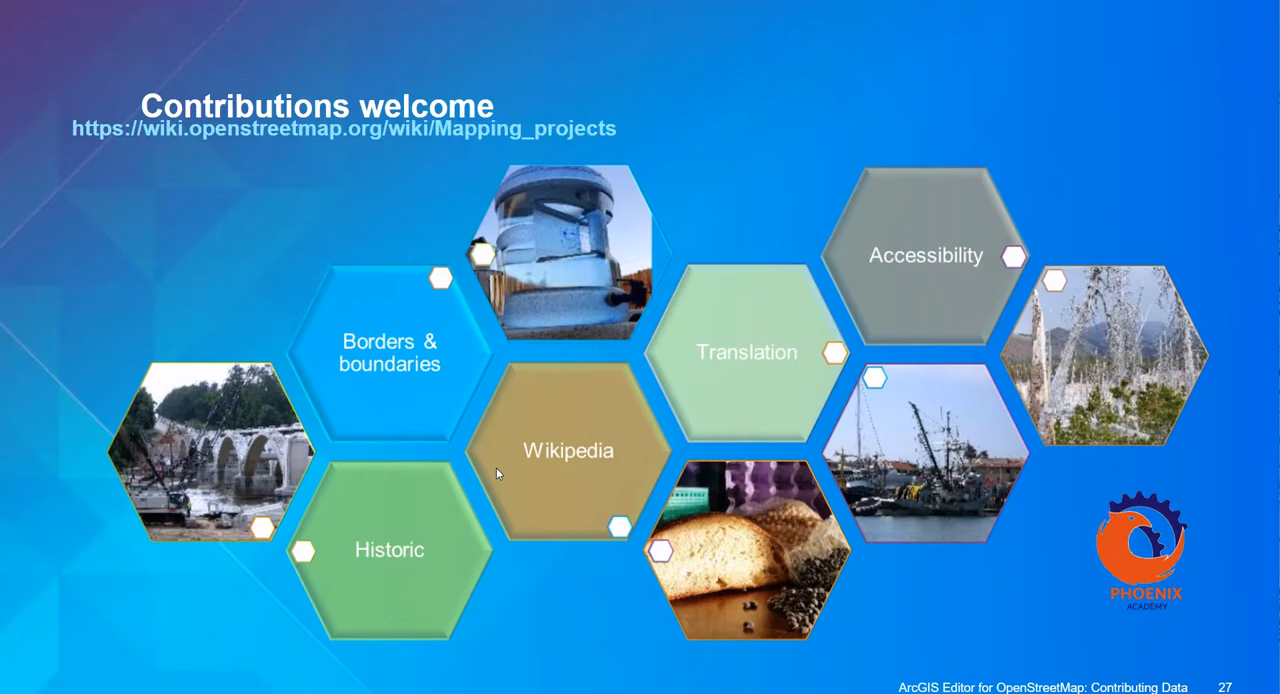 Contributions welcome
https://wiki.openstreetmap.org/wiki/Mapping_projects
Accessibility
Borders &
boundaries
Translation
Wikipedia
Historic
PHOENIX
ACADEMY
ArcGIS Editor for OpenStreetMap: Contributing Data 27